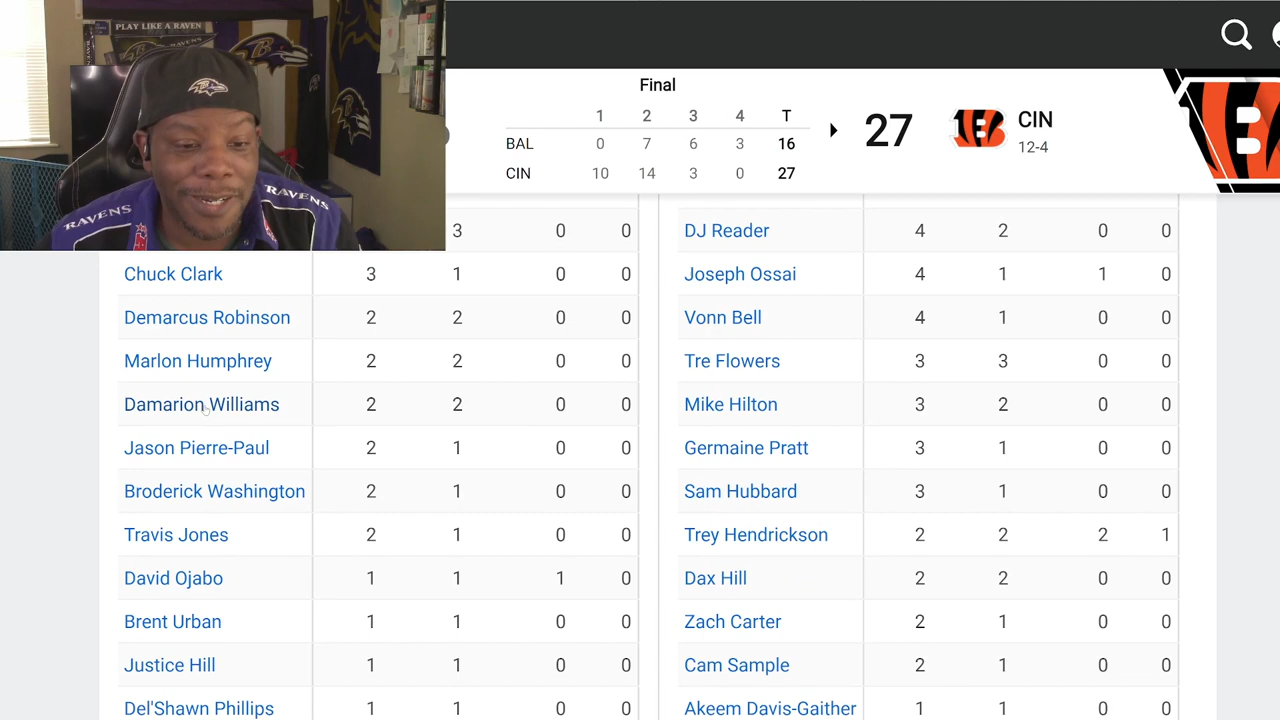 PLAY LIKE A RAVEN
RAVENS
RAVENS
RAVENS
Final
1 2 3 4 T
BAL 0 7 6 3 16
CIN 10 14 3 0 27
27
CIN
12-4
3 0 0
Chuck Clark 3 1 0 0
Demarcus Robinson 2 2 0 0
Marlon Humphrey 2 2 0 0
Damarion Williams 2 2 0 0
Jason Pierre-Paul 2 1 0 0
Broderick Washington 2 1 0 0
Travis Jones 2 1 0 0
David Ojabo 1 1 1 0
Brent Urban 1 1 0 0
Justice Hill 1 1 0 0
Del'Shawn Phillips 1 1 0 0
DJ Reader 4 2 0 0
Joseph Ossai 4 1 1 0
Vonn Bell 4 1 0 0
Tre Flowers 3 3 0 0
Mike Hilton 3 2 0 0
Germaine Pratt 3 1 0 0
Sam Hubbard 3 1 0 0
Trey Hendrickson 2 2 2 1
Dax Hill 2 2 0 0
Zach Carter 2 1 0 0
Cam Sample 2 1 0 0
Akeem Davis-Gaither 1 1 0 0